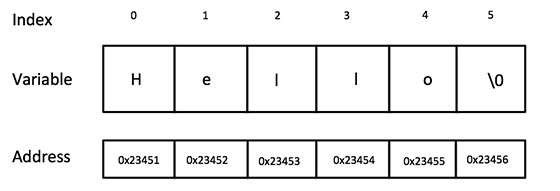 Index 0 1 2 3 4 5
Variable H e l l o \0
Address 0x23451 0x23452 0x23453 0x23454 0x23455 0x23456